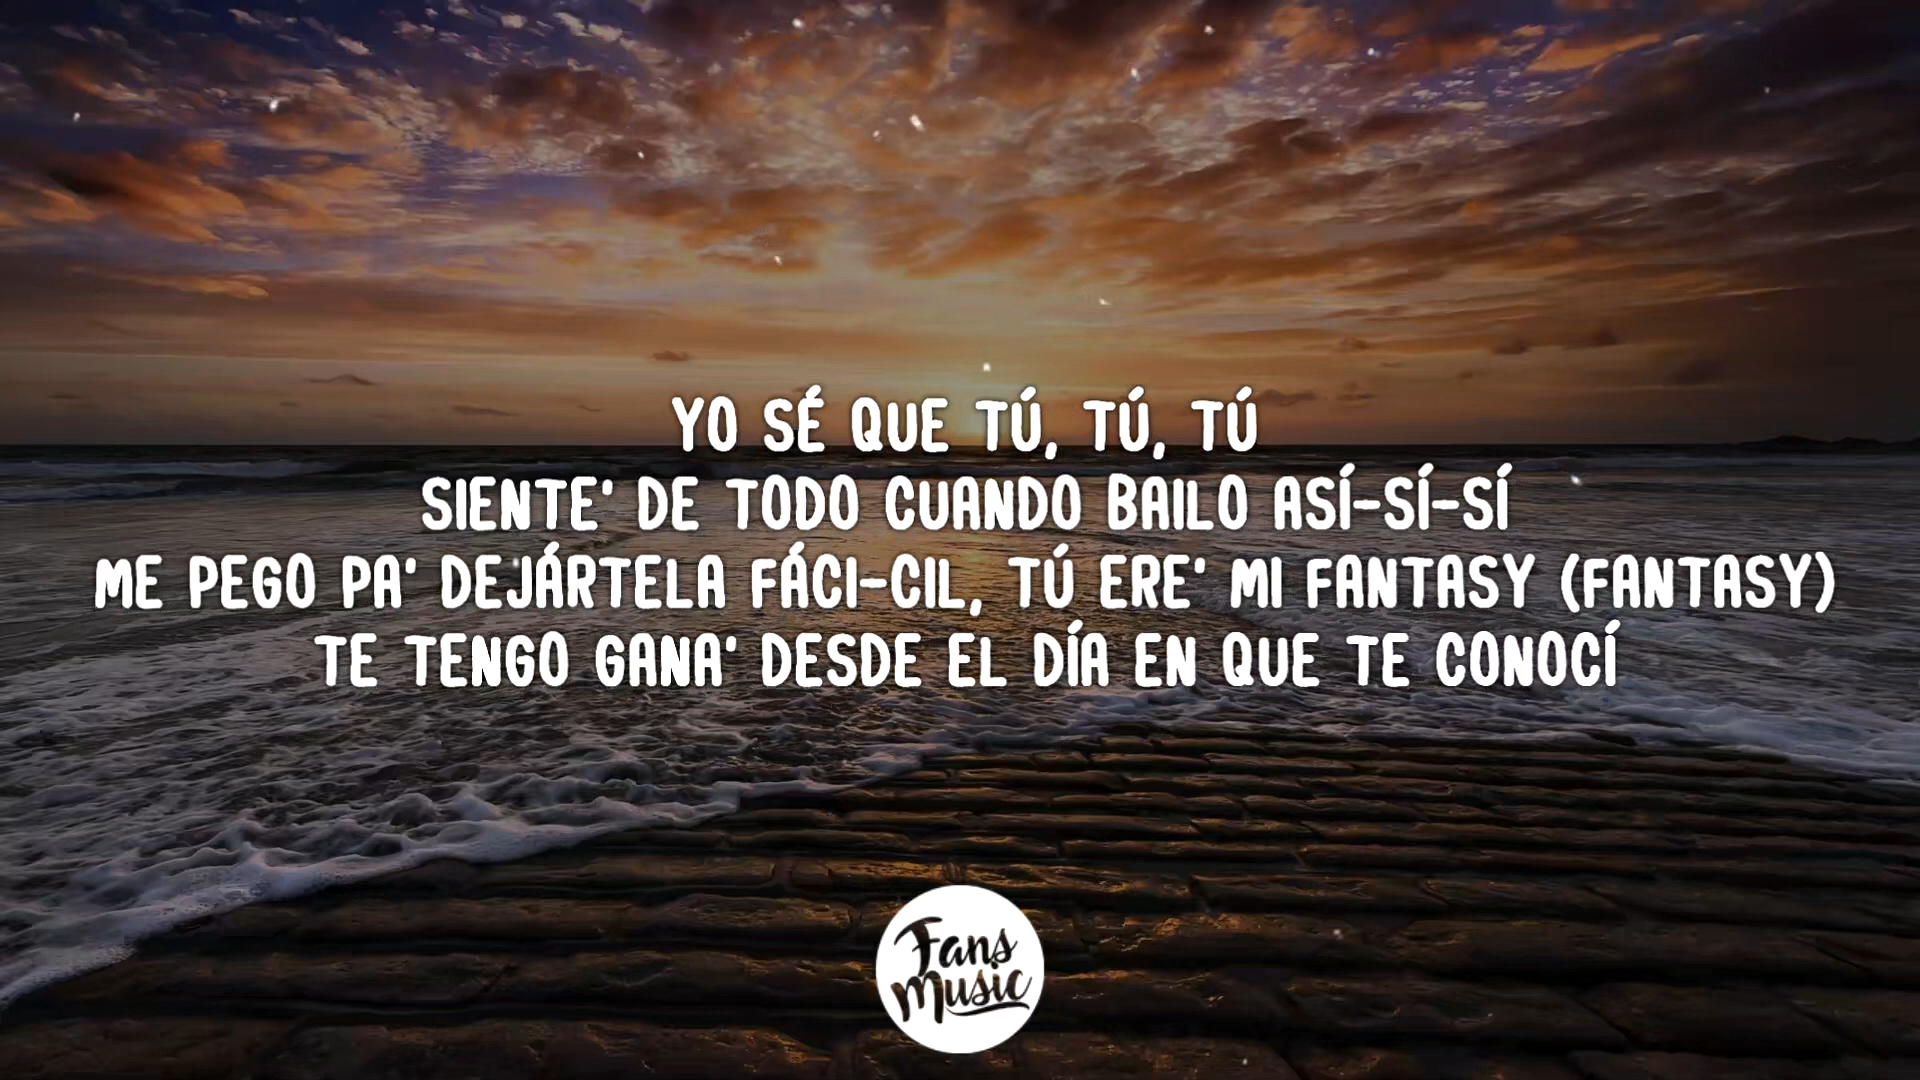 YO SÉ QUE TÚ, TÚ, TÚ
SIENTE' DE TODO CUANDO BAILO ASÍ-SÍ-SÍ
ME PEGO PA' DEJÁRTELA FÁCI-CIL, TÚ ERE' MI FANTASY (FANTASY)
TE TENGO GANA' DESDE EL DÍA EN QUE TE CONOCÍ
Fans
Music